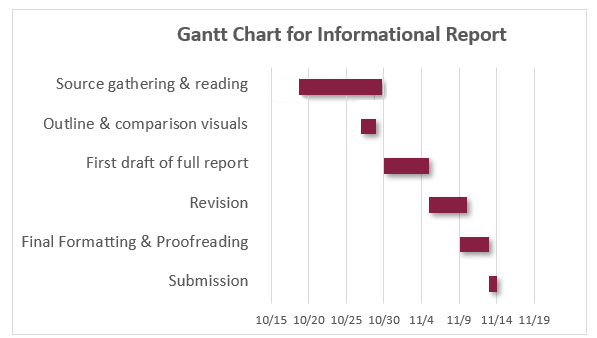 Gantt Chart for Informational Report
Source gathering & reading
Outline & comparison visuals
First draft of full report
Revision
Final Formatting & Proofreading
Submission
10/15 10/20 10/25 10/30 11/4 11/9 11/14 11/19